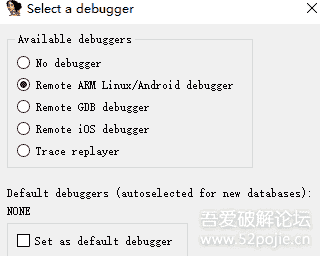 Select a debugger
Available debuggers
No debugger
Remote ARM Linux/Android debugger
Remote GDB debugger
Remote iOS debugger
Trace replayer
Default debuggers (autoselected for new databases):
NONE
吾爱破解论坛
Set as default debugger
www.52pojie.cn